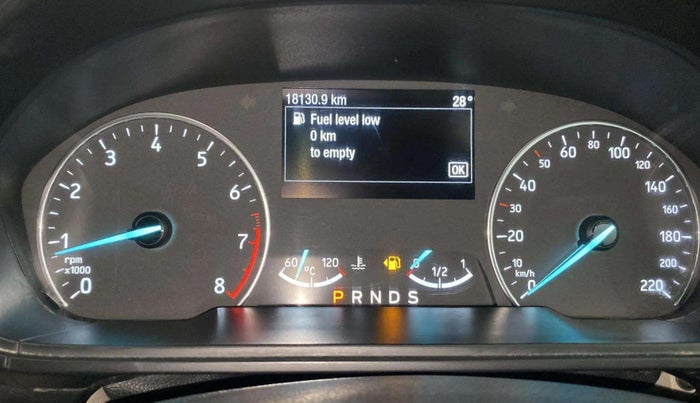 18130.9 km 28°
Fuel level low
0 km
to empty
OK
0 1 2 3 4 5 6 7 8
rpm
x1000
60 120
°C
0 1/2 1
P R N D S
0 10 20 30 40 50 60 80 100 120 140 160 180 200 220
km/h